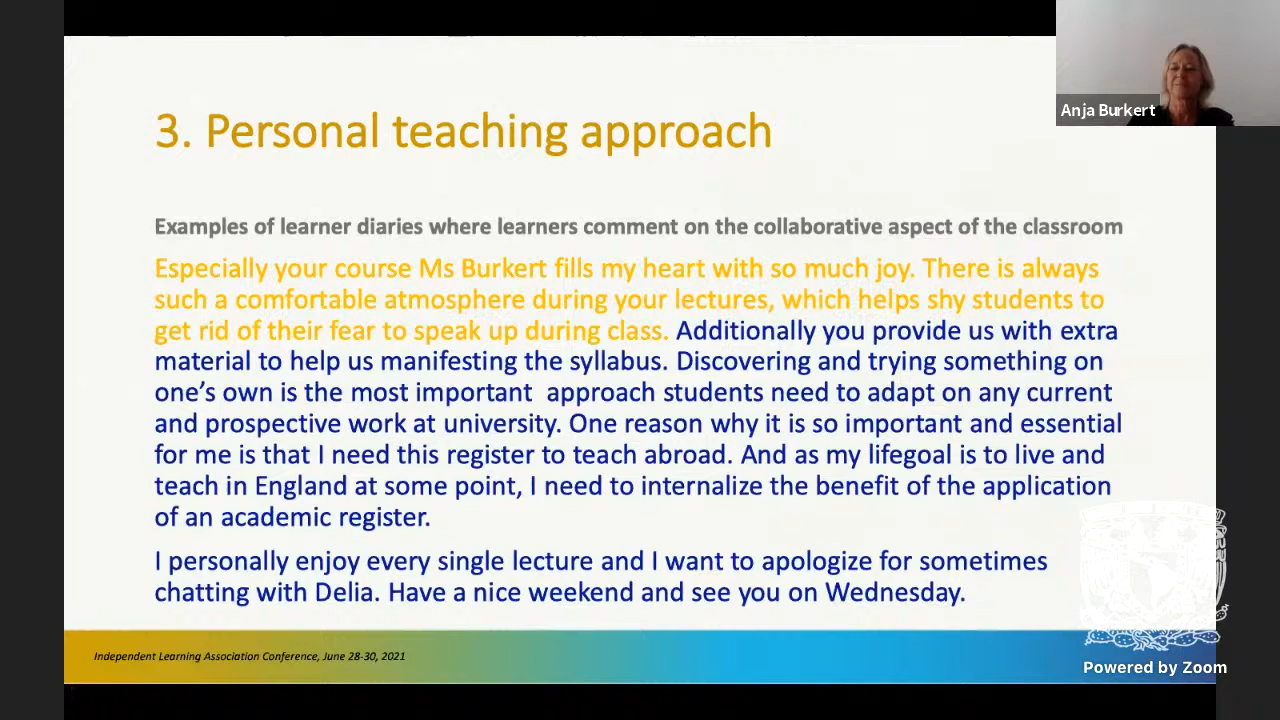 Anja Burkert
3. Personal teaching approach
Examples of learner diaries where learners comment on the collaborative aspect of the classroom
Especially your course Ms Burkert fills my heart with so much joy. There is always
such a comfortable atmosphere during your lectures, which helps shy students to
get rid of their fear to speak up during class. Additionally you provide us with extra
material to help us manifesting the syllabus. Discovering and trying something on
one’s own is the most important  approach students need to adapt on any current
and prospective work at university. One reason why it is so important and essential
for me is that I need this register to teach abroad. And as my lifegoal is to live and
teach in England at some point, I need to internalize the benefit of the application
of an academic register.
I personally enjoy every single lecture and I want to apologize for sometimes
chatting with Delia. Have a nice weekend and see you on Wednesday.
Independent Learning Association Conference, June 28-30, 2021
Powered by Zoom